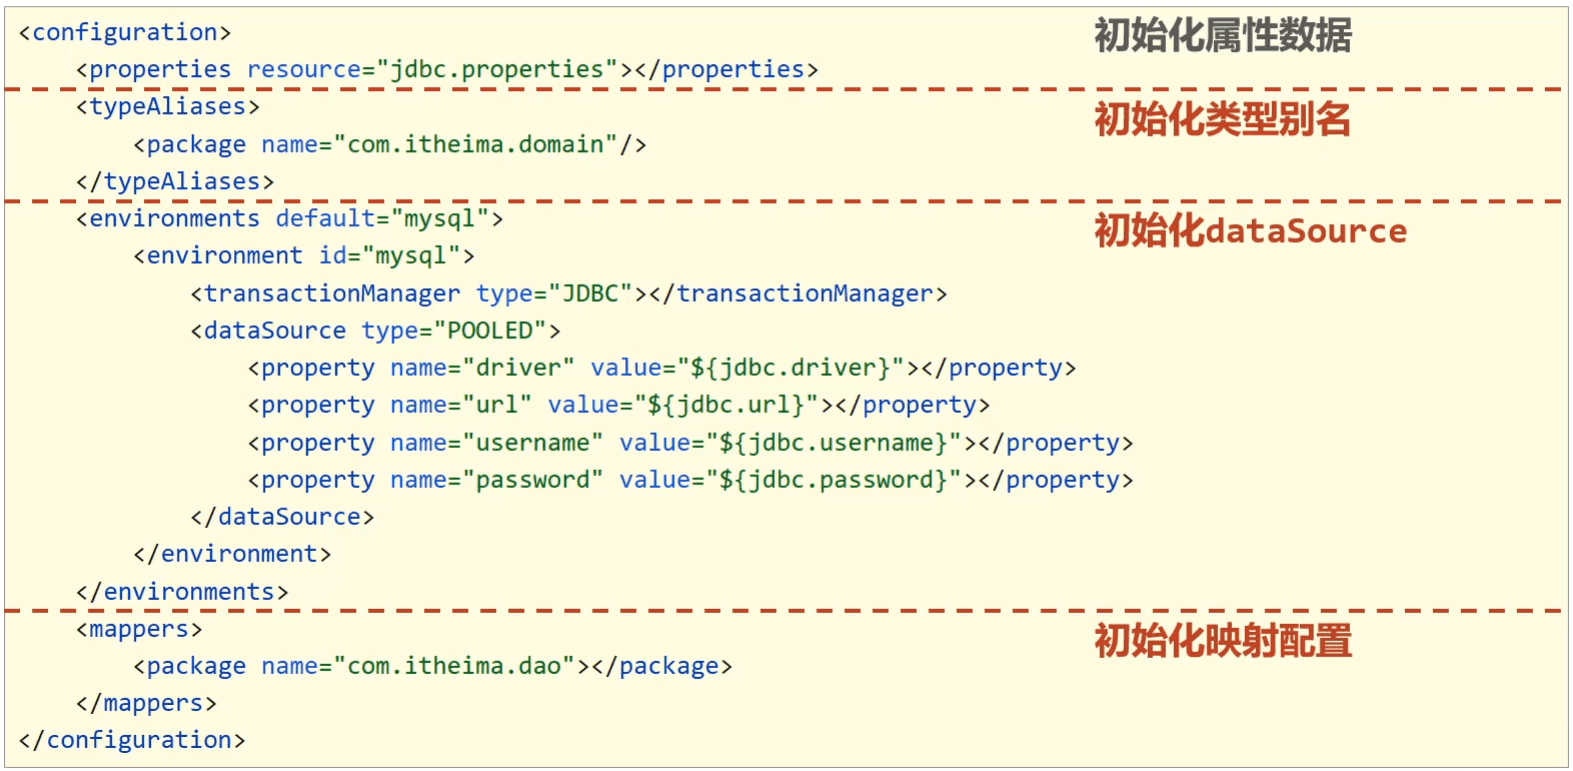 <configuration> 初始化属性数据
    <properties resource="jdbc.properties"></properties>
    <typeAliases> 初始化类型别名
        <package name="com.itheima.domain"/>
    </typeAliases>
    <environments default="mysql"> 初始化dataSource
        <environment id="mysql">
            <transactionManager type="JDBC"></transactionManager>
            <dataSource type="POOLED">
                <property name="driver" value="${jdbc.driver}"></property>
                <property name="url" value="${jdbc.url}"></property>
                <property name="username" value="${jdbc.username}"></property>
                <property name="password" value="${jdbc.password}"></property>
            </dataSource>
        </environment>
    </environments>
    <mappers> 初始化映射配置
        <package name="com.itheima.dao"></package>
    </mappers>
</configuration>